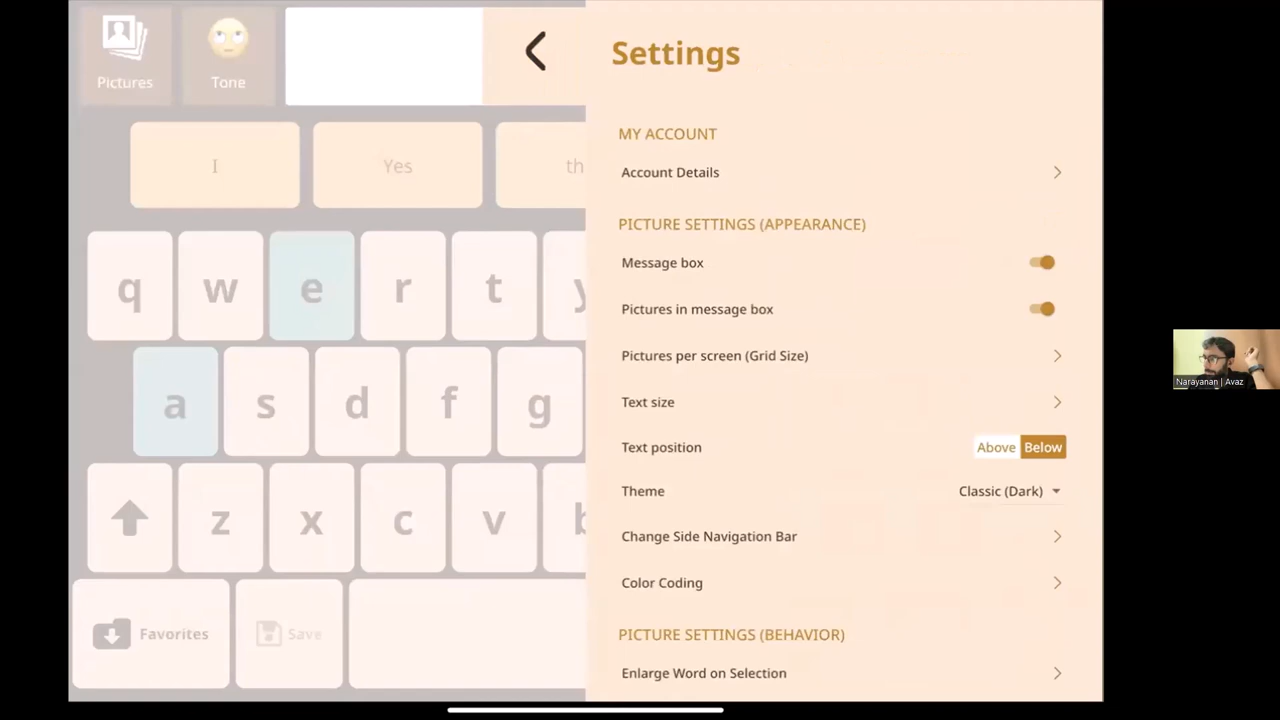 Pictures
Tone
I
Yes
th
q w e r t y
a s d f g
z x c v b
Favorites
Save
Settings
MY ACCOUNT
Account Details
PICTURE SETTINGS (APPEARANCE)
Message box
Pictures in message box
Pictures per screen (Grid Size)
Text size
Text position Above Below
Theme Classic (Dark)
Change Side Navigation Bar
Color Coding
PICTURE SETTINGS (BEHAVIOR)
Enlarge Word on Selection
Narayanan | Avaz